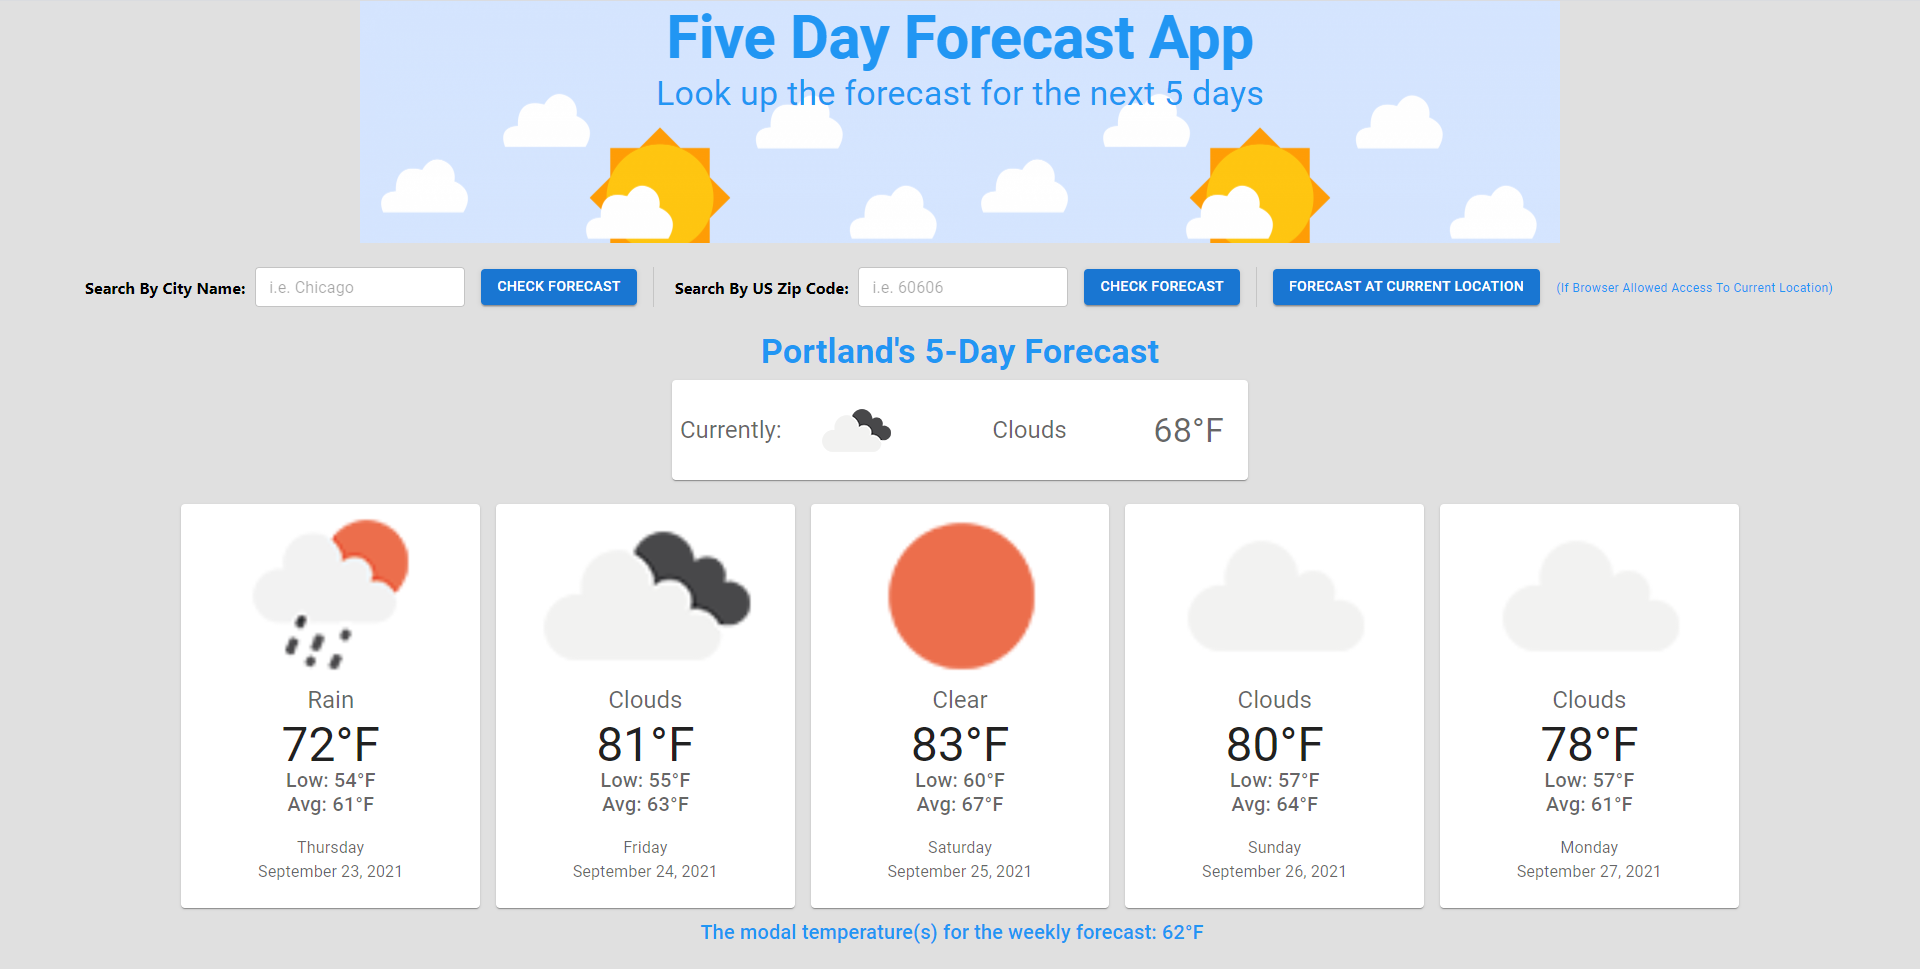 Five Day Forecast App
Look up the forecast for the next 5 days
Search By City Name: i.e. Chicago CHECK FORECAST Search By US Zip Code: i.e. 60606 CHECK FORECAST FORECAST AT CURRENT LOCATION (If Browser Allowed Access To Current Location)
Portland's 5-Day Forecast
Currently: Clouds 68°F
Rain
72°F
Low: 54°F
Avg: 61°F
Thursday
September 23, 2021
Clouds
81°F
Low: 55°F
Avg: 63°F
Friday
September 24, 2021
Clear
83°F
Low: 60°F
Avg: 67°F
Saturday
September 25, 2021
Clouds
80°F
Low: 57°F
Avg: 64°F
Sunday
September 26, 2021
Clouds
78°F
Low: 57°F
Avg: 61°F
Monday
September 27, 2021
The modal temperature(s) for the weekly forecast: 62°F